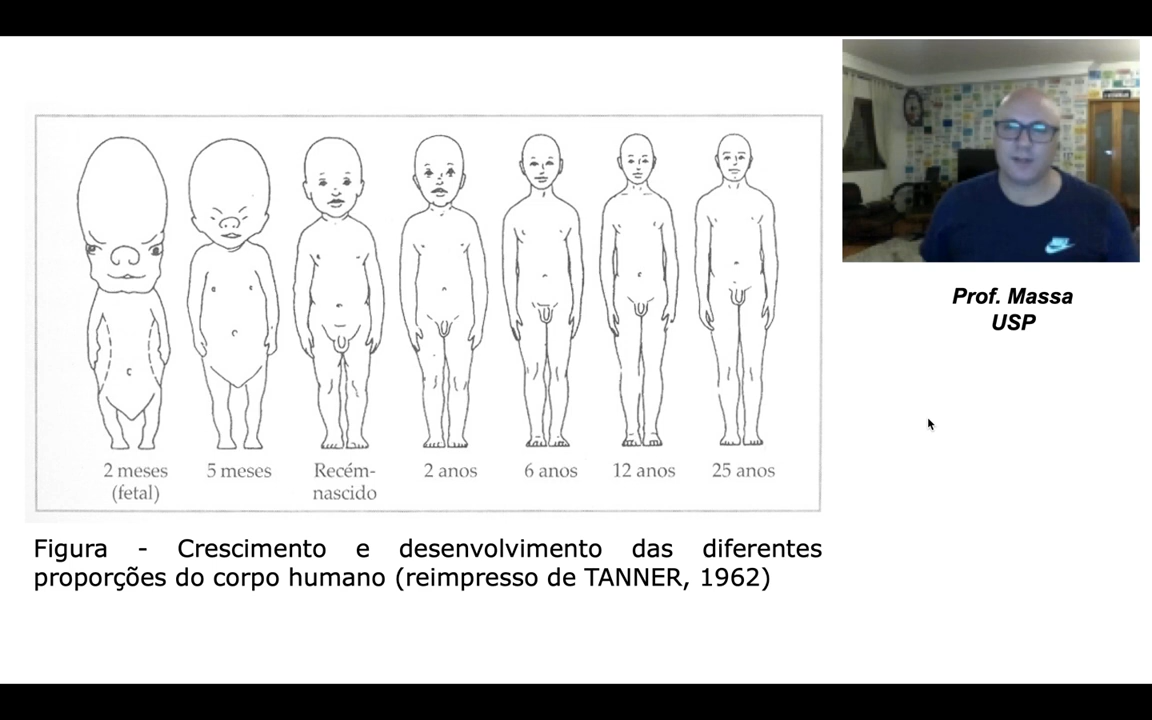 2 meses
(fetal)
5 meses
Recém-
nascido
2 anos
6 anos
12 anos
25 anos
Figura - Crescimento e desenvolvimento das diferentes
proporções do corpo humano (reimpresso de TANNER, 1962)
Prof. Massa
USP